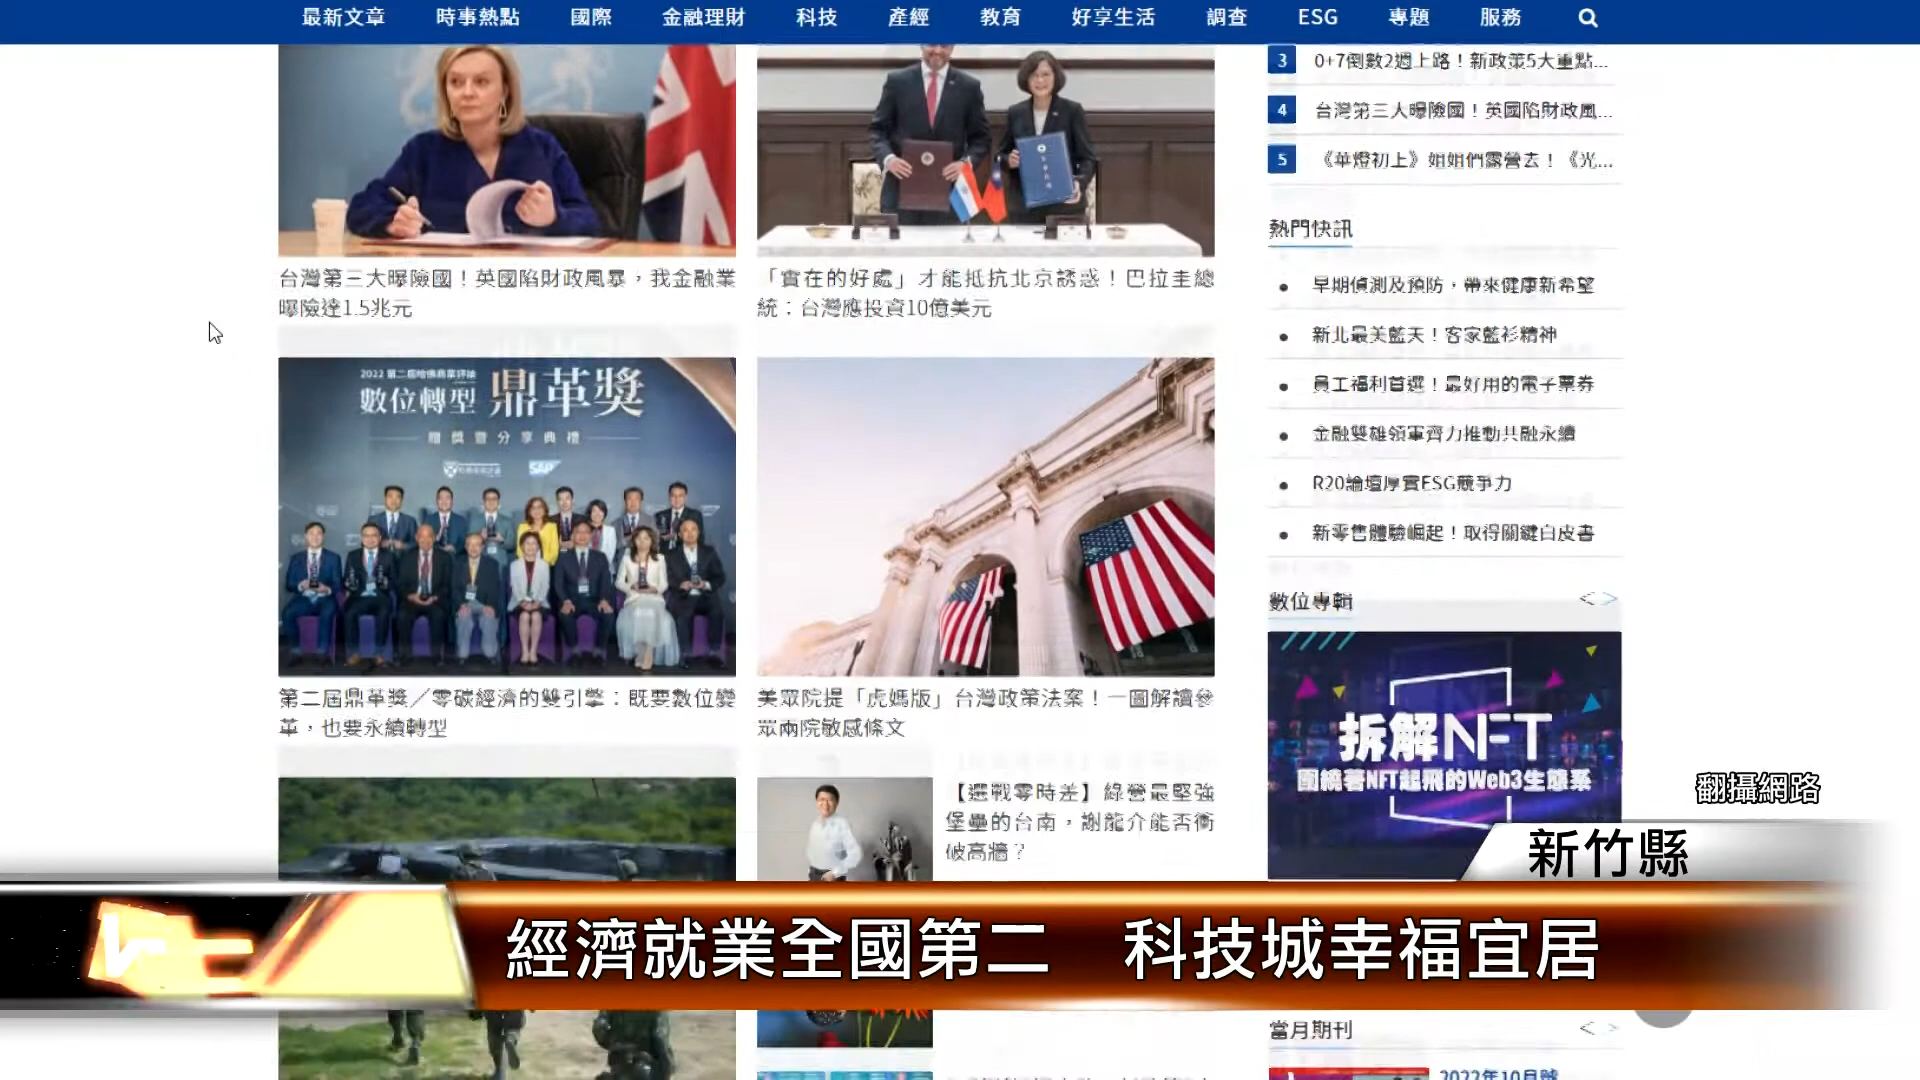 最新文章 時事熱點 國際 金融理財 科技 產經 教育 好享生活 調查 ESG 專題 服務
台灣第三大曝險國！英國陷財政風暴，我金融業
曝險達1.5兆元
「實在的好處」才能抵抗北京誘惑！巴拉圭總
統：台灣應投資10億美元
2022 第二屆哈佛商業評論
數位轉型 鼎革獎
贈獎暨分享典禮
SAP
第二屆鼎革獎／零碳經濟的雙引擎：既要數位變
革，也要永續轉型
美眾院提「虎媽版」台灣政策法案！一圖解讀參
眾兩院敏感條文
【選戰零時差】綠營最堅強
堡壘的台南，謝龍介能否衝
破高牆？
3 0+7倒數2週上路！新政策5大重點...
4 台灣第三大曝險國！英國陷財政風...
5 《華燈初上》姐姐們露營去！《光...
熱門快訊
早期偵測及預防，帶來健康新希望
新北最美藍天！客家藍衫精神
員工福利首選！最好用的電子票券
金融雙雄領軍齊力推動共融永續
R20論壇厚實ESG競爭力
新零售體驗崛起！取得關鍵白皮書
數位專輯 < >
拆解NFT
圍繞著NFT起飛的Web3生態系
翻攝網路
新竹縣
經濟就業全國第二 科技城幸福宜居
當月期刊 < >
2022年10月號